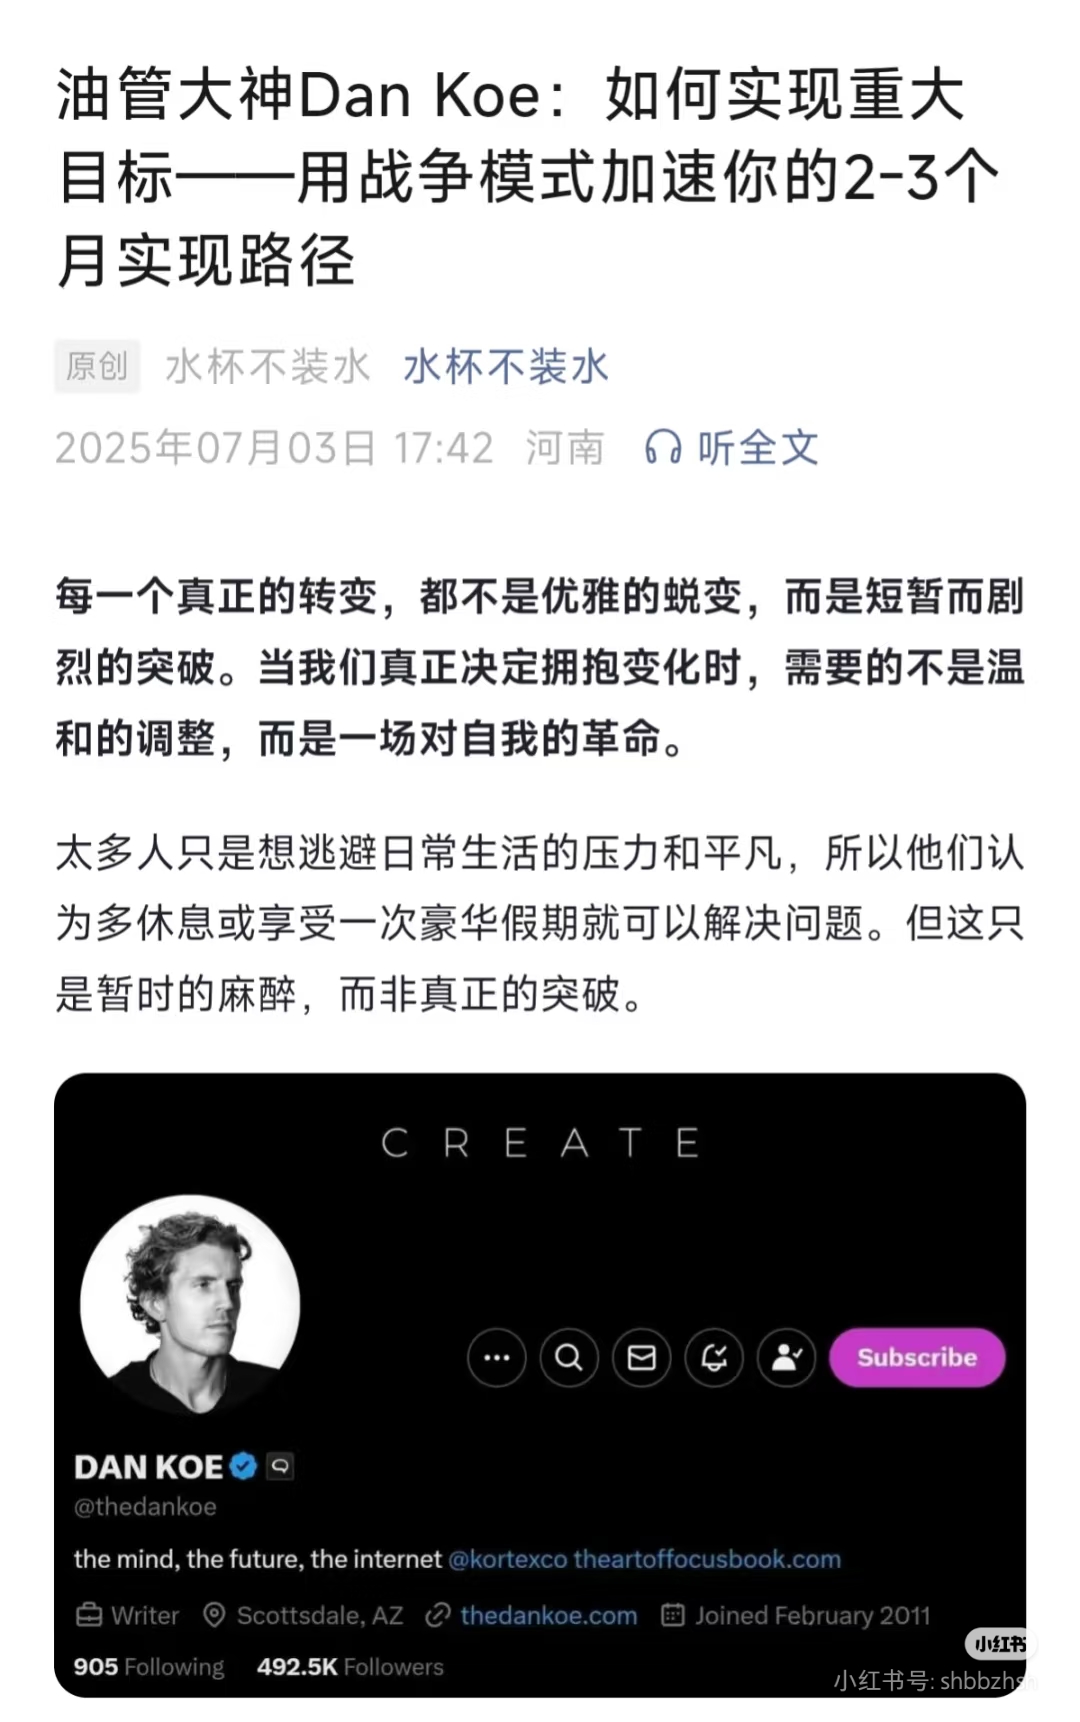 油管大神Dan Koe：如何实现重大
目标——用战争模式加速你的2-3个
月实现路径
原创 水杯不装水 水杯不装水
2025年07月03日 17:42 河南 听全文
每一个真正的转变，都不是优雅的蜕变，而是短暂而剧
烈的突破。当我们真正决定拥抱变化时，需要的不是温
和的调整，而是一场对自我的革命。
太多人只是想逃避日常生活的压力和平凡，所以他们认
为多休息或享受一次豪华假期就可以解决问题。但这只
是暂时的麻醉，而非真正的突破。
CREATE
Subscribe
DAN KOE
@thedankoe
the mind, the future, the internet @kortexco theartoffocusbook.com
Writer Scottsdale, AZ thedankoe.com Joined February 2011
905 Following 492.5K Followers
小红书
小红书号: shbbzhsh